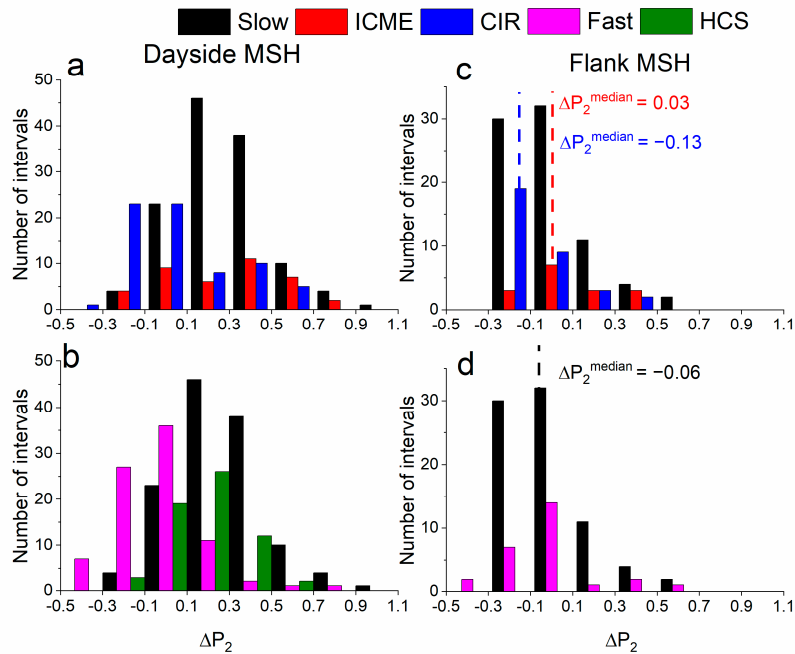 Slow ICME CIR Fast HCS
Dayside MSH
Flank MSH
a
Number of intervals
50
40
30
20
10
0
-0.5 -0.3 -0.1 0.1 0.3 0.5 0.7 0.9 1.1
c
ΔP₂ᵐᵉᵈⁱᵃⁿ = 0.03
ΔP₂ᵐᵉᵈⁱᵃⁿ = −0.13
Number of intervals
30
20
10
0
-0.5 -0.3 -0.1 0.1 0.3 0.5 0.7 0.9 1.1
b
Number of intervals
50
40
30
20
10
0
-0.5 -0.3 -0.1 0.1 0.3 0.5 0.7 0.9 1.1
ΔP₂
d
ΔP₂ᵐᵉᵈⁱᵃⁿ = −0.06
Number of intervals
30
20
10
0
-0.5 -0.3 -0.1 0.1 0.3 0.5 0.7 0.9 1.1
ΔP₂